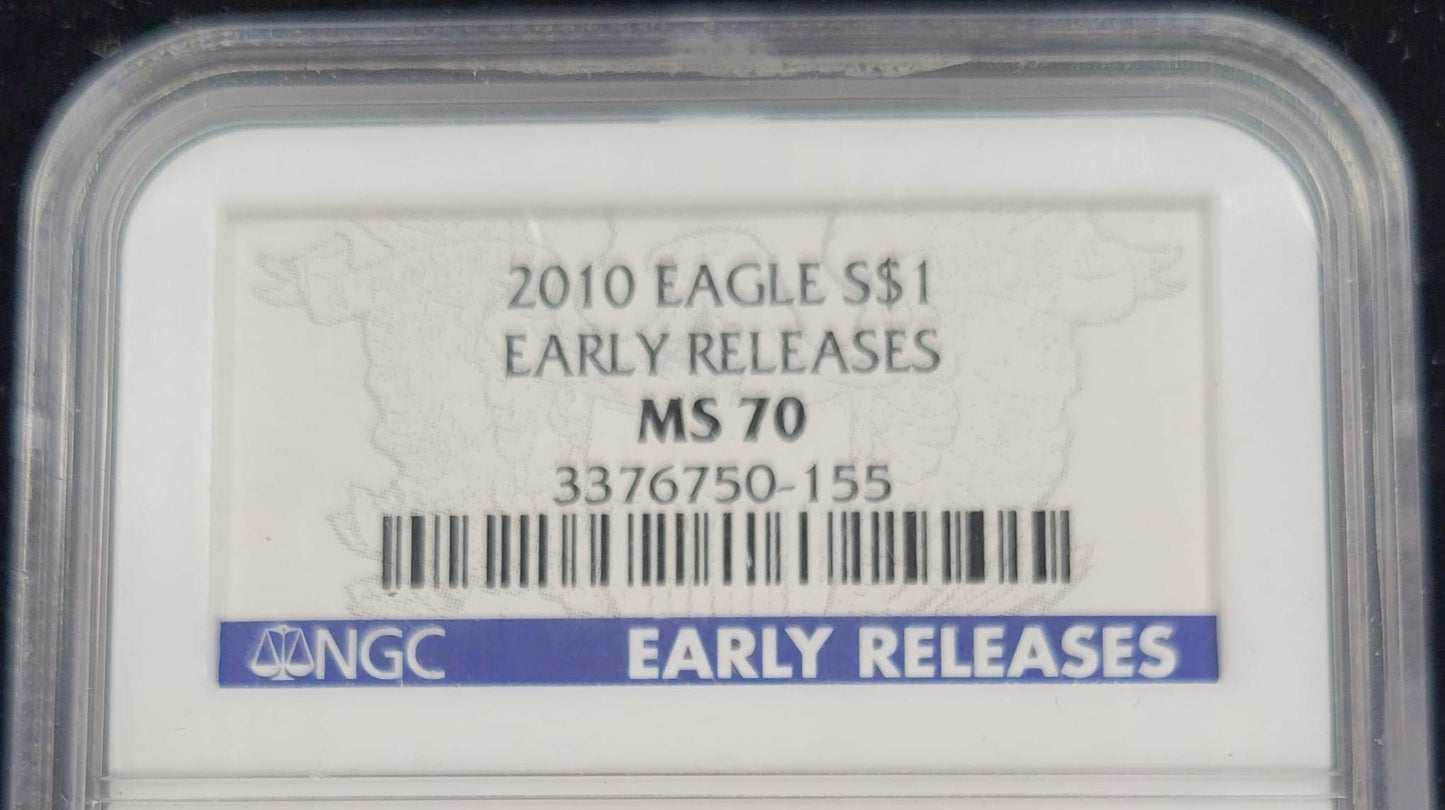 2010 EAGLE S$1
EARLY RELEASES
MS 70
3376750-155
NGC EARLY RELEASES